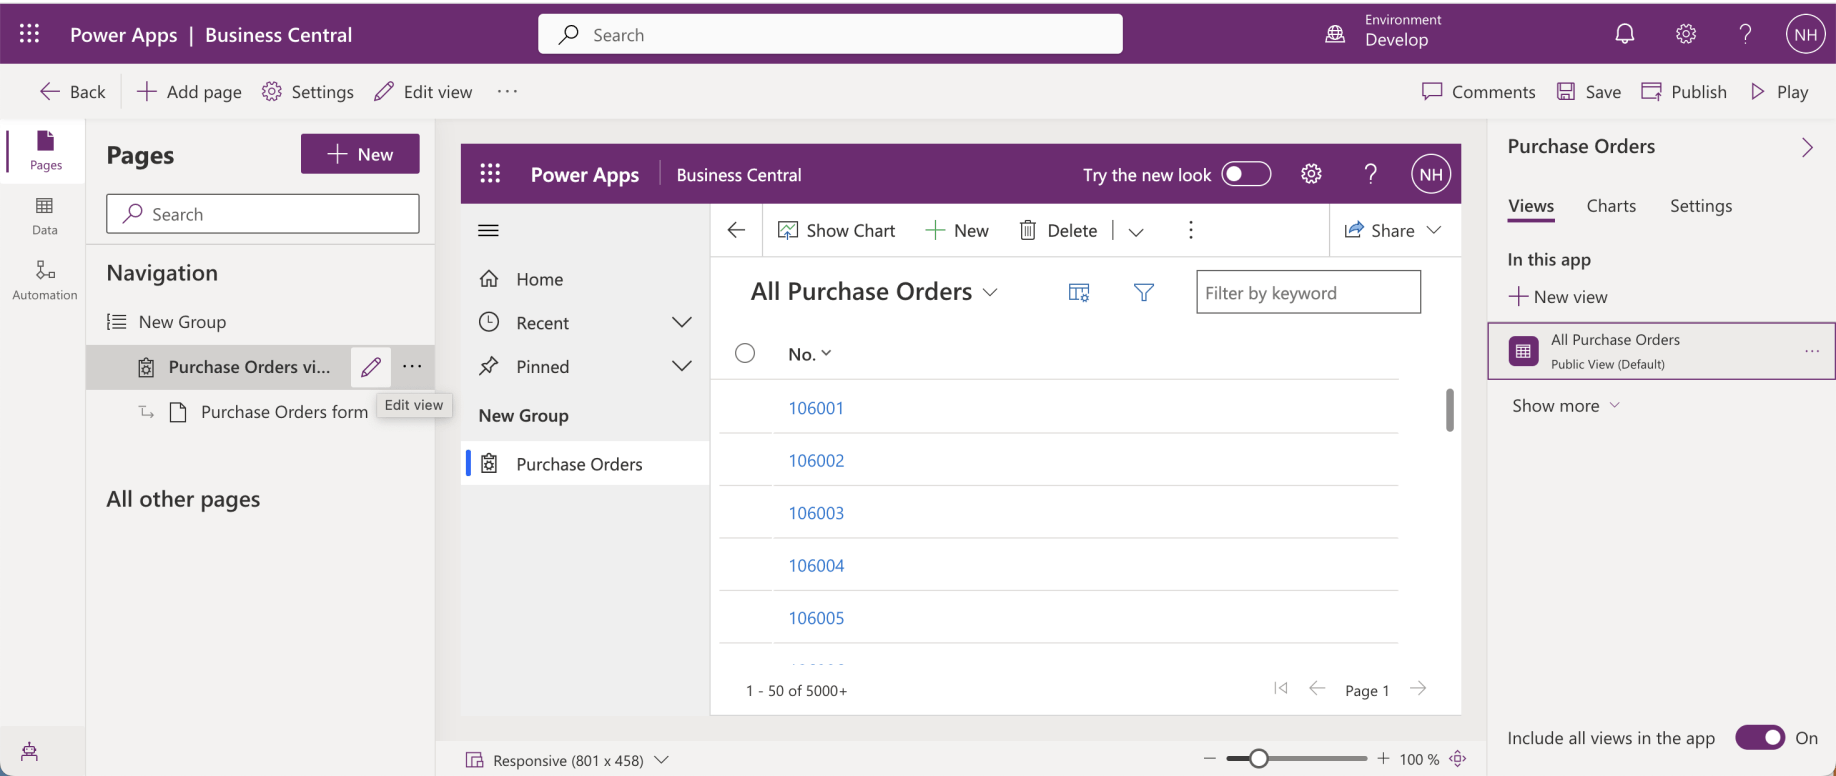 Power Apps | Business Central
Search
Environment
Develop
NH
Back
Add page
Settings
Edit view
Comments
Save
Publish
Play
Pages
Data
Automation
Pages
New
Search
Navigation
New Group
Purchase Orders vi...
Edit view
Purchase Orders form
All other pages
Power Apps
Business Central
Try the new look
NH
Home
Recent
Pinned
New Group
Purchase Orders
Show Chart
New
Delete
Share
All Purchase Orders
Filter by keyword
No.
106001
106002
106003
106004
106005
1 - 50 of 5000+
Page 1
Responsive (801 x 458)
100 %
Purchase Orders
Views
Charts
Settings
In this app
New view
All Purchase Orders
Public View (Default)
Show more
Include all views in the app
On